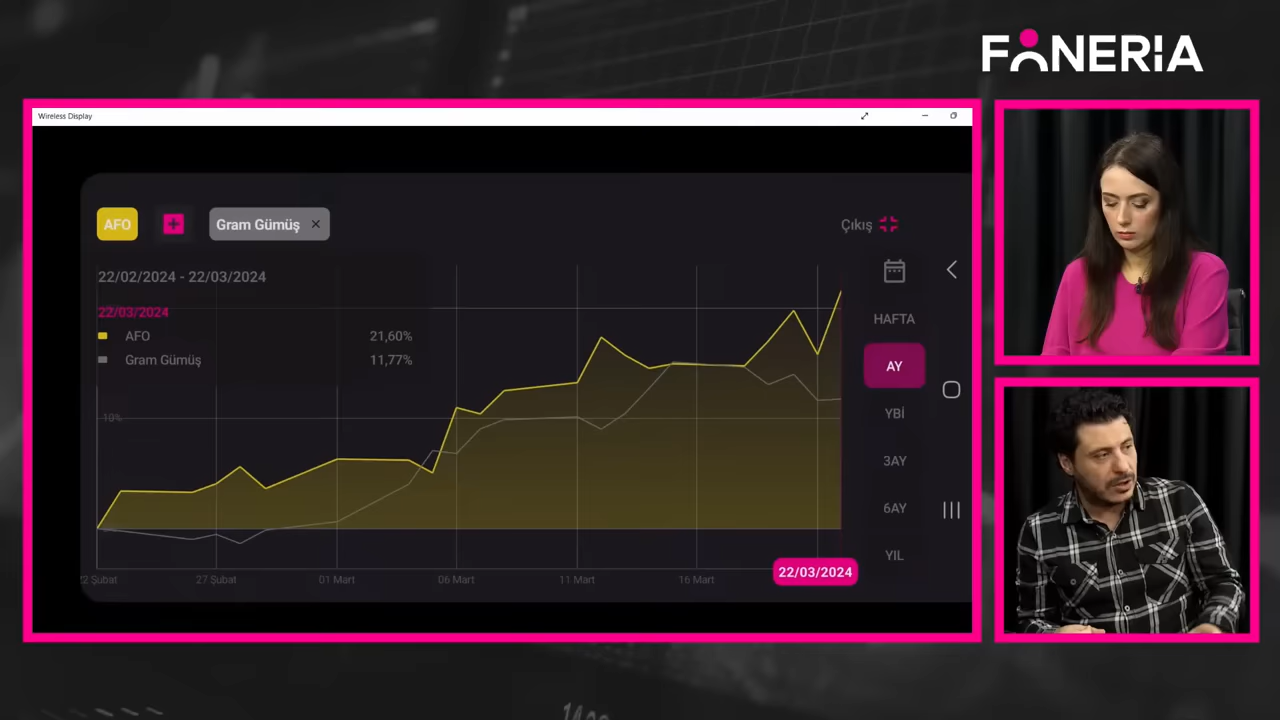 FONERIA
Wireless Display
AFO
Gram Gümüş
Çıkış
22/02/2024 - 22/03/2024
22/03/2024
AFO 21,60%
Gram Gümüş 11,77%
HAFTA
AY
YBİ
3AY
6AY
YIL
10%
22/03/2024
2 Şubat 27 Şubat 01 Mart 06 Mart 11 Mart 16 Mart